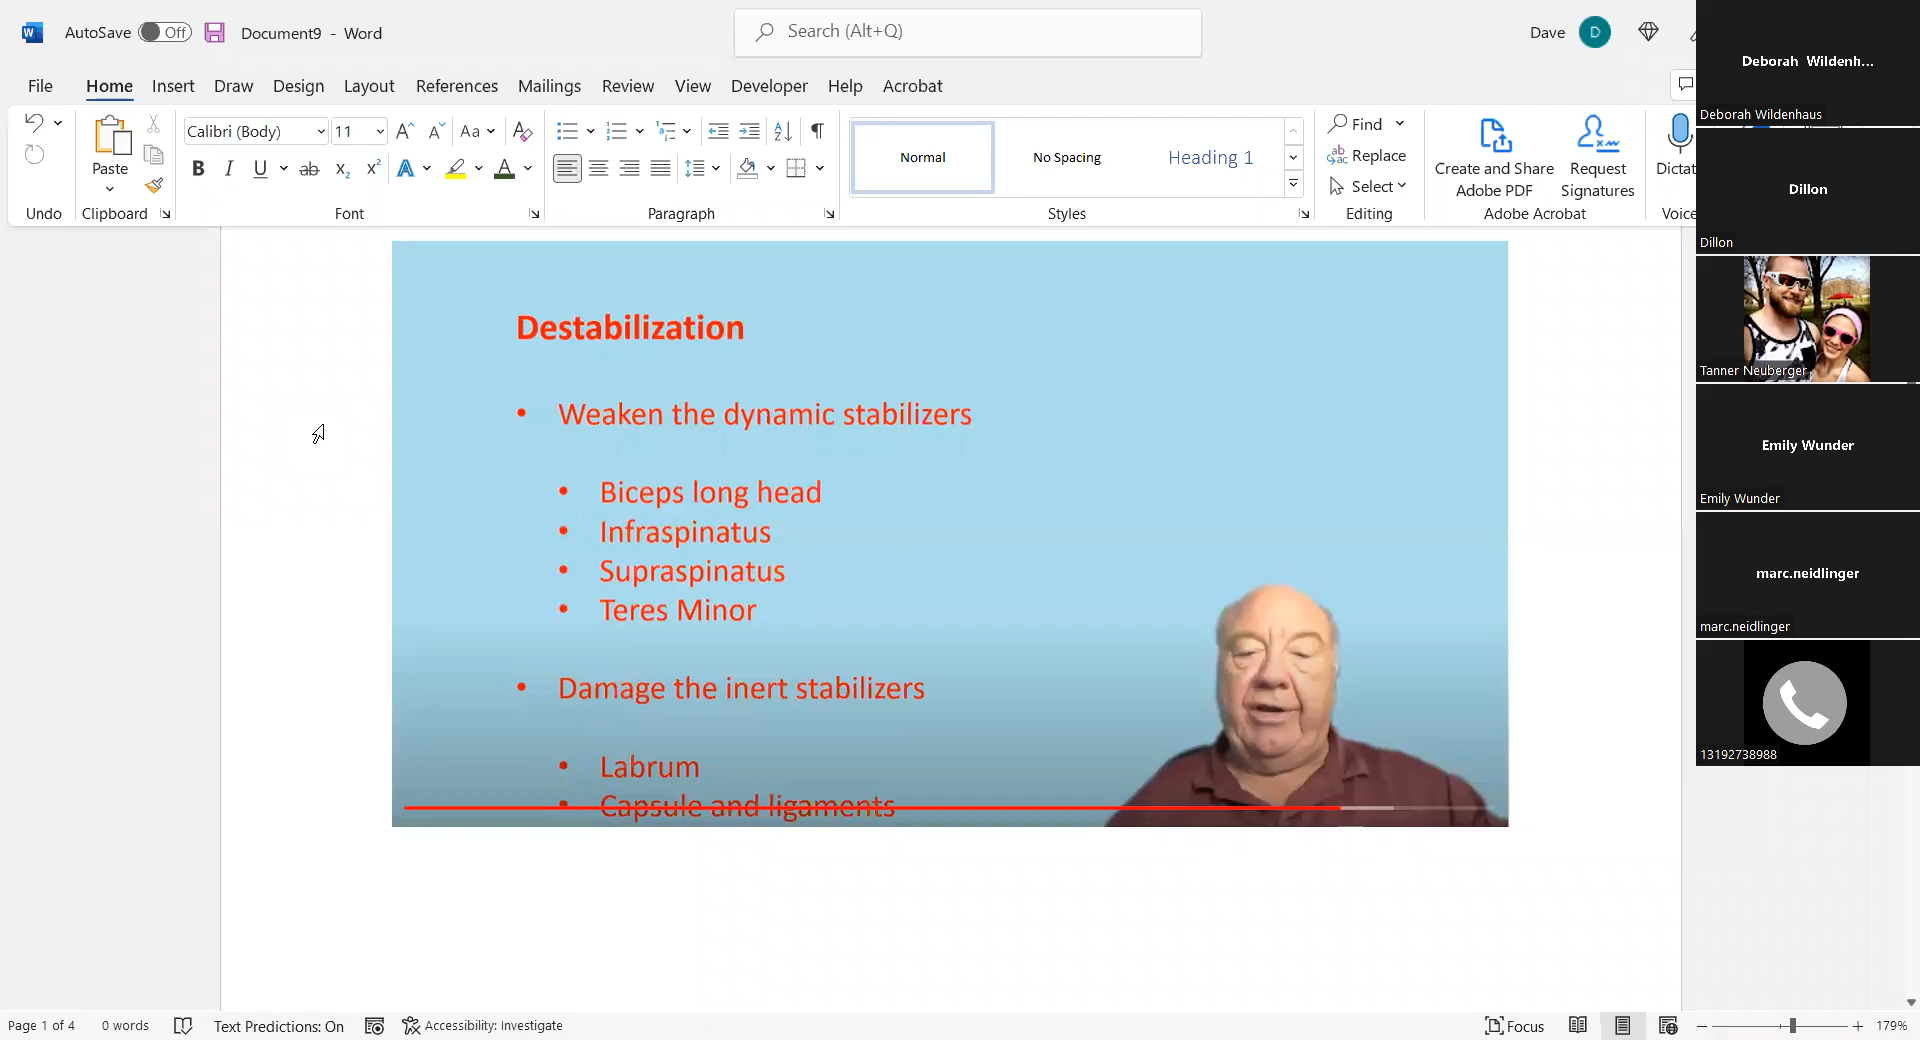 AutoSave Off Document9 - Word Search (Alt+Q) Dave D
File Home Insert Draw Design Layout References Mailings Review View Developer Help Acrobat
Calibri (Body) 11 Aa
Paste
B I U ab x₂ x² A A
Undo Clipboard Font Paragraph
Normal No Spacing Heading 1
Styles
Find
Replace
Select
Editing
Create and Share Adobe PDF
Request Signatures
Adobe Acrobat
Dictat
Voice
Destabilization
• Weaken the dynamic stabilizers
• Biceps long head
• Infraspinatus
• Supraspinatus
• Teres Minor
• Damage the inert stabilizers
• Labrum
• Capsule and ligaments
Deborah Wildenh...
Deborah Wildenhaus
Dillon
Dillon
Tanner Neuberger
Emily Wunder
Emily Wunder
marc.neidlinger
marc.neidlinger
13192738988
Page 1 of 4 0 words Text Predictions: On Accessibility: Investigate Focus 179%